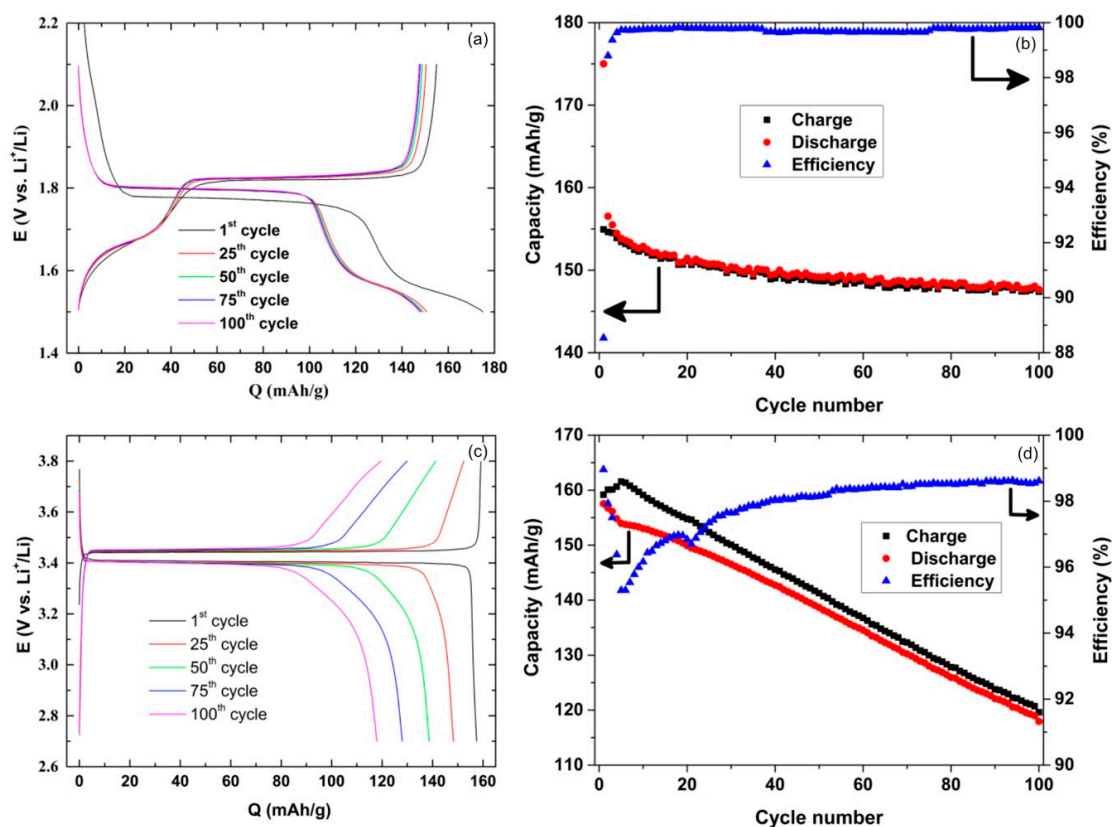 (a)
E (V vs. Li⁺/Li)
2.2
2.0
1.8
1.6
1.4
1ˢᵗ cycle
25ᵗʰ cycle
50ᵗʰ cycle
75ᵗʰ cycle
100ᵗʰ cycle
0 20 40 60 80 100 120 140 160 180
Q (mAh/g)
(b)
Capacity (mAh/g)
180
170
160
150
140
Charge
Discharge
Efficiency
100
98
96
94
92
90
88
Efficiency (%)
0 20 40 60 80 100
Cycle number
(c)
E (V vs. Li⁺/Li)
3.8
3.6
3.4
3.2
3.0
2.8
2.6
1ˢᵗ cycle
25ᵗʰ cycle
50ᵗʰ cycle
75ᵗʰ cycle
100ᵗʰ cycle
0 20 40 60 80 100 120 140 160
Q (mAh/g)
(d)
Capacity (mAh/g)
170
160
150
140
130
120
110
Charge
Discharge
Efficiency
100
98
96
94
92
90
Efficiency (%)
0 20 40 60 80 100
Cycle number